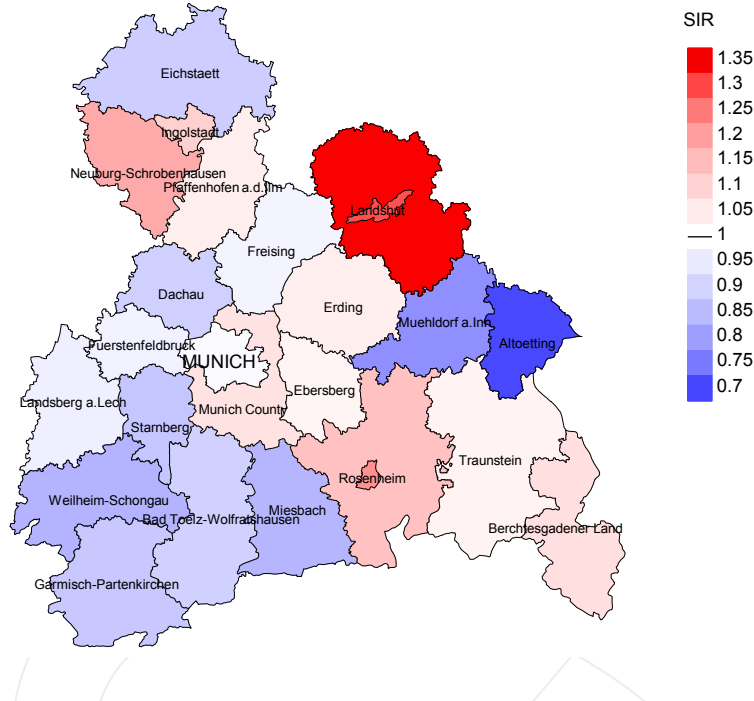 SIR
1.35
1.3
1.25
1.2
1.15
1.1
1.05
1
0.95
0.9
0.85
0.8
0.75
0.7
Eichstaett
Ingolstadt
Neuburg-Schrobenhausen
Pfaffenhofen a.d.Ilm
Landshut
Freising
Dachau
Erding
Muehldorf a.Inn
Altoetting
Fuerstenfeldbruck
MUNICH
Ebersberg
Landsberg a.Lech
Munich County
Starnberg
Traunstein
Rosenheim
Weilheim-Schongau
Miesbach
Bad Toelz-Wolfratshausen
Berchtesgadener Land
Garmisch-Partenkirchen